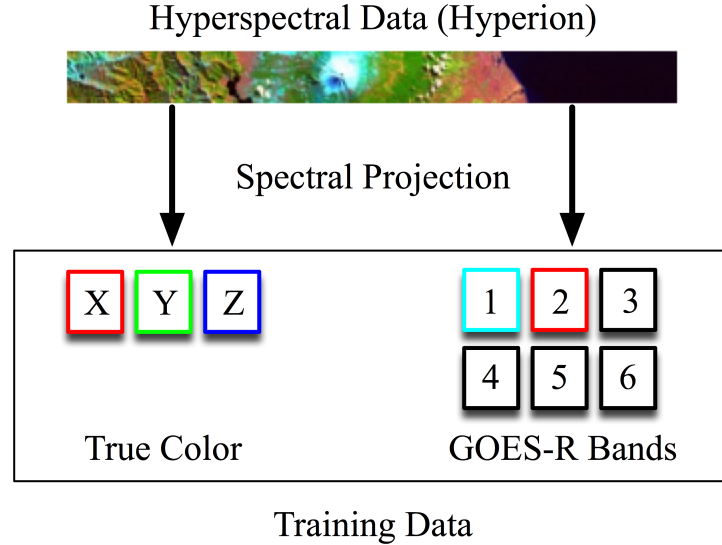 Hyperspectral Data (Hyperion)
Spectral Projection
X Y Z
1 2 3
4 5 6
True Color
GOES-R Bands
Training Data